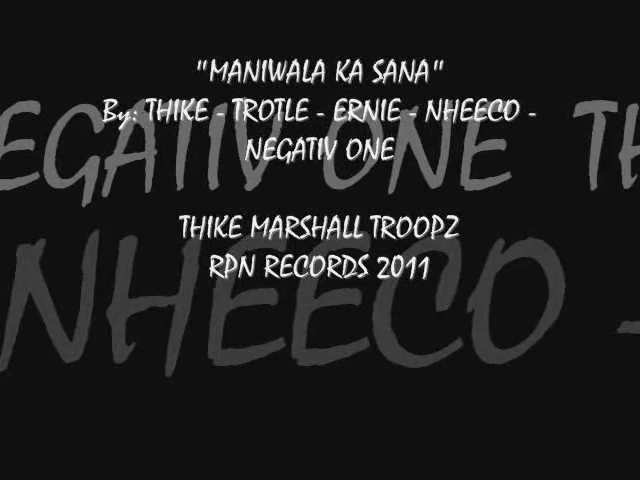 "MANIWALA KA SANA"
By: THIKE - TROTLE - ERNIE - NHEECO -
NEGATIV ONE
THIKE MARSHALL TROOPZ
RPN RECORDS 2011
EGATIV ONE TH
NHEECO -